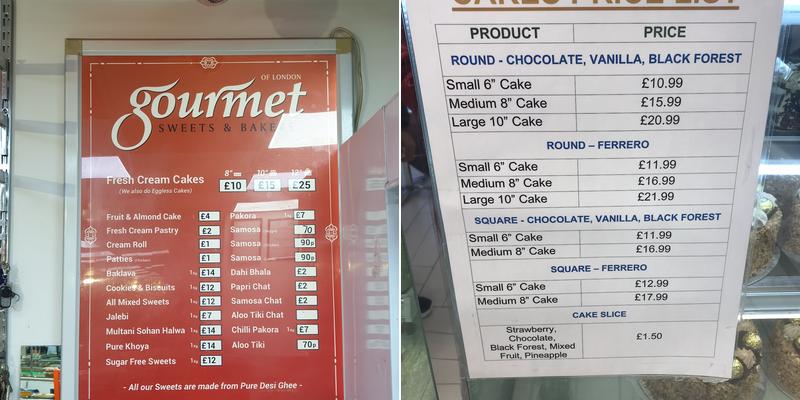 OF LONDON
gourmet
SWEETS & BAKE
8" 10" 12"
Fresh Cream Cakes £10 £15 £25
(We also do Eggless Cakes)
Fruit & Almond Cake £4
Fresh Cream Pastry £2
Cream Roll £1
Patties £1
Baklava 1kg £14
Cookies & Biscuits 1kg £12
All Mixed Sweets 1kg £12
Jalebi 1kg £7
Multani Sohan Halwa 1kg £14
Pure Khoya 1kg £14
Sugar Free Sweets 1kg £12
Pakora 1kg £7
Samosa 70
Samosa 90p
Samosa 90p
Dahi Bhala £2
Papri Chat £2
Samosa Chat £2
Aloo Tiki Chat
Chilli Pakora 1kg £7
Aloo Tiki 70p
- All our Sweets are made from Pure Desi Ghee -
CAKES PRICE LIST
PRODUCT PRICE
ROUND - CHOCOLATE, VANILLA, BLACK FOREST
Small 6" Cake £10.99
Medium 8" Cake £15.99
Large 10" Cake £20.99
ROUND – FERRERO
Small 6" Cake £11.99
Medium 8" Cake £16.99
Large 10" Cake £21.99
SQUARE - CHOCOLATE, VANILLA, BLACK FOREST
Small 6" Cake £11.99
Medium 8" Cake £16.99
SQUARE – FERRERO
Small 6" Cake £12.99
Medium 8" Cake £17.99
CAKE SLICE
Strawberry,
Chocolate,
Black Forest, Mixed
Fruit, Pineapple
£1.50